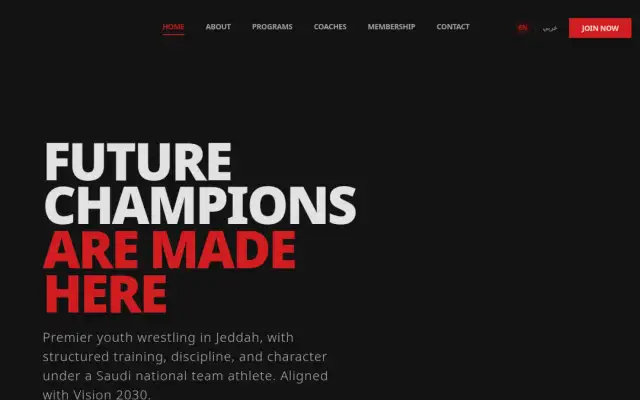 HOME ABOUT PROGRAMS COACHES MEMBERSHIP CONTACT EN عربي JOIN NOW
FUTURE
CHAMPIONS
ARE MADE
HERE
Premier youth wrestling in Jeddah, with
structured training, discipline, and character
under a Saudi national team athlete. Aligned
with Vision 2030.